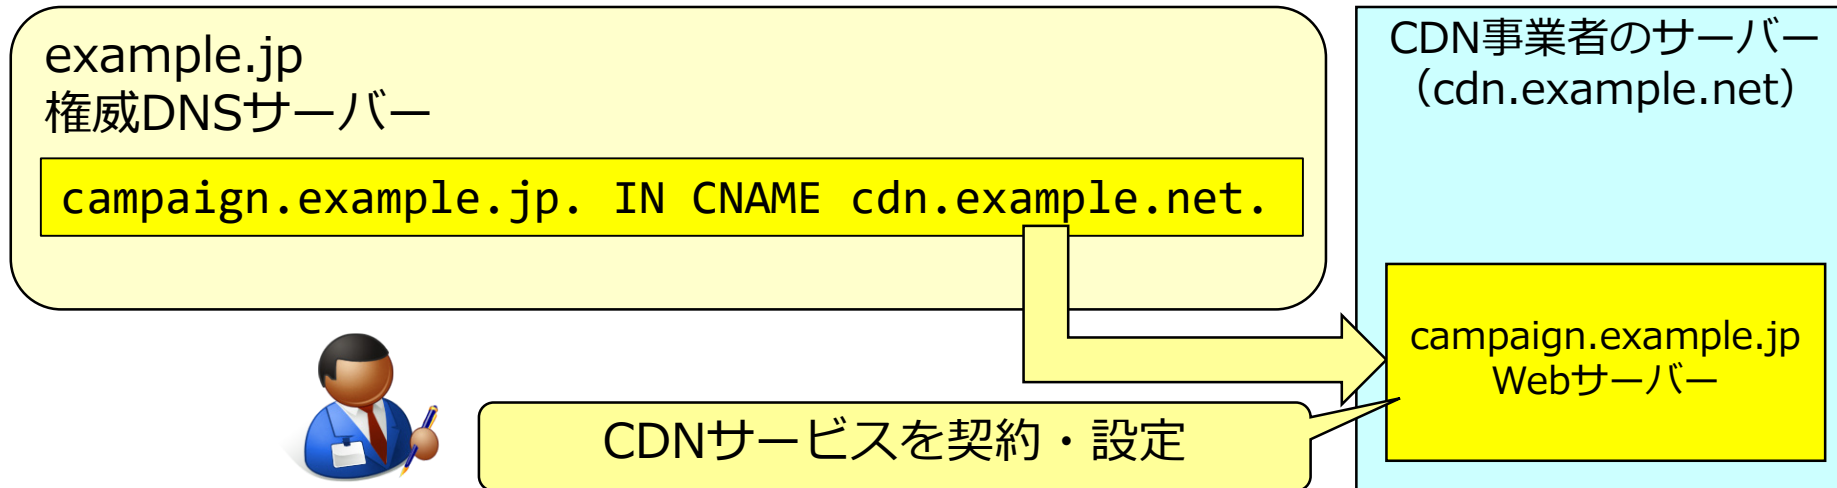 example.jp
権威DNSサーバー
campaign.example.jp. IN CNAME cdn.example.net.
CDN事業者のサーバー
（cdn.example.net）
campaign.example.jp
Webサーバー
CDNサービスを契約・設定